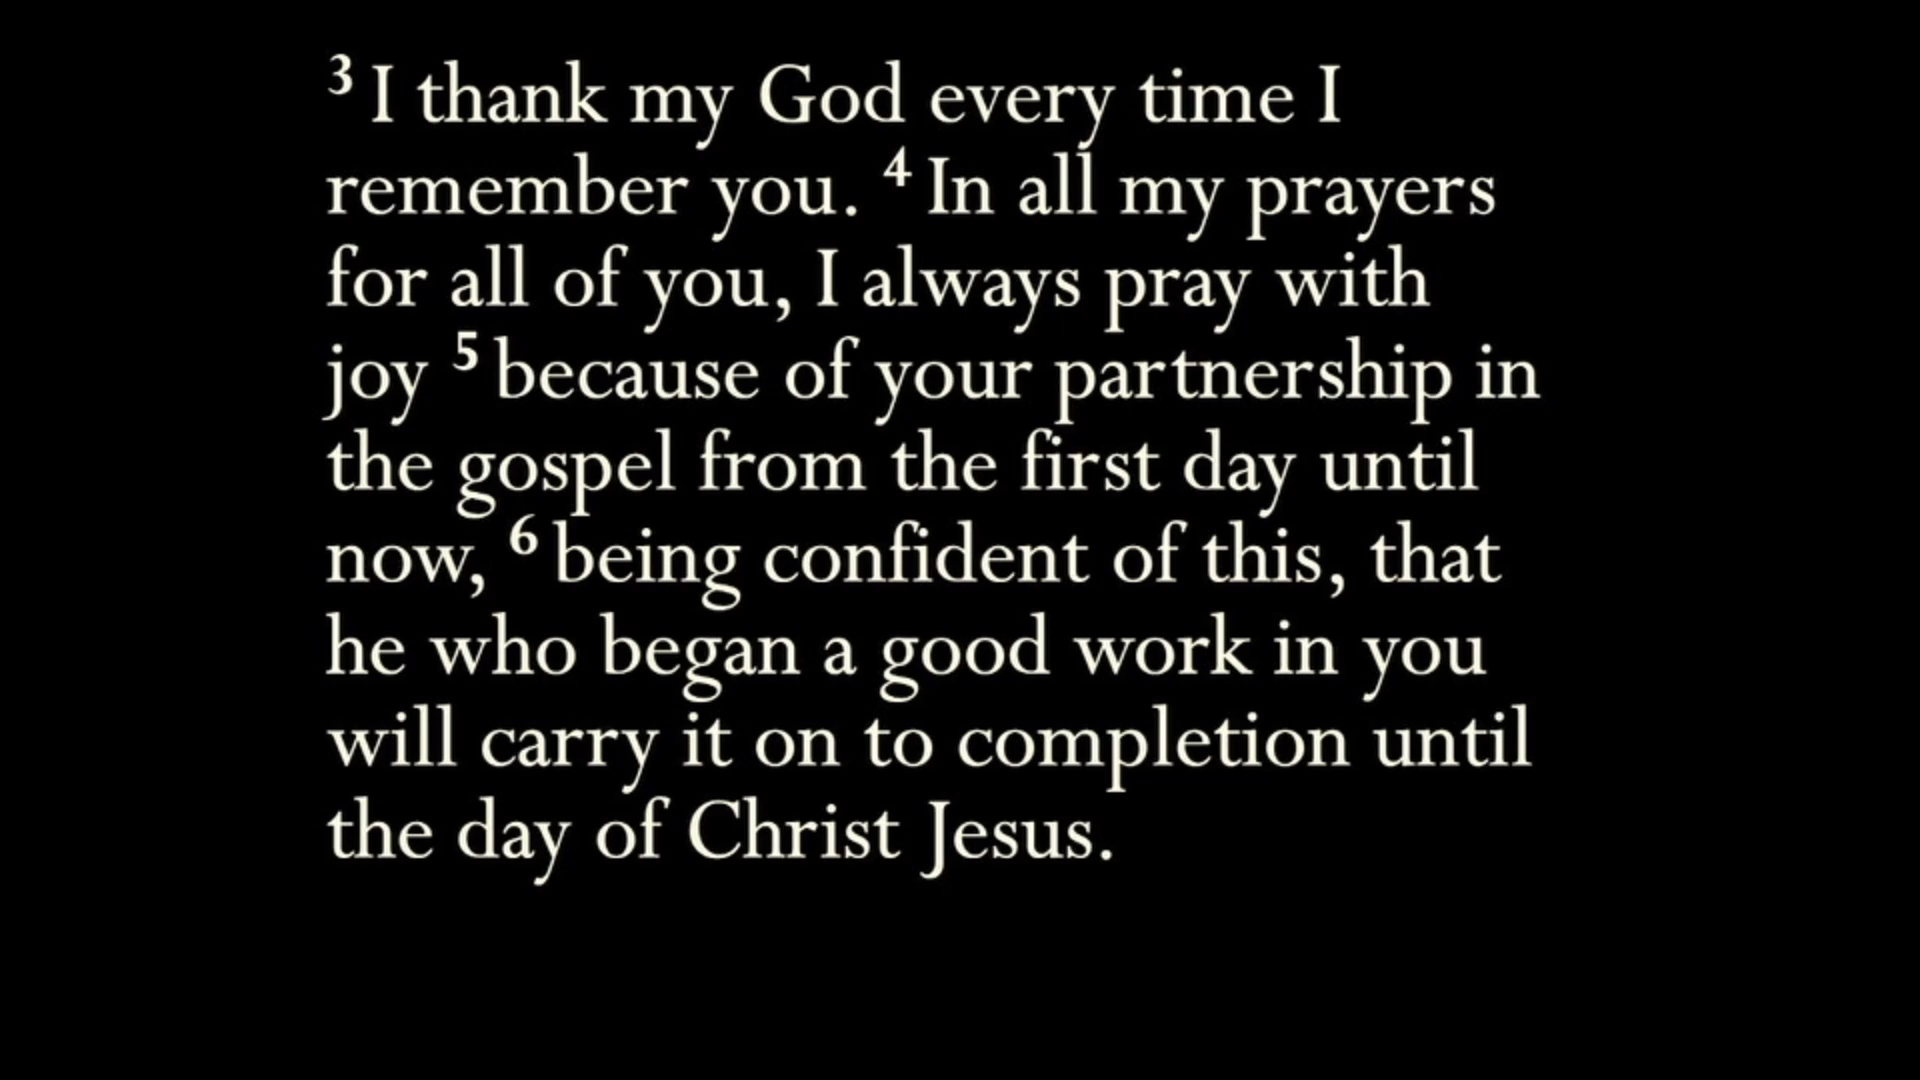 3 I thank my God every time I
remember you. 4 In all my prayers
for all of you, I always pray with
joy 5 because of your partnership in
the gospel from the first day until
now, 6 being confident of this, that
he who began a good work in you
will carry it on to completion until
the day of Christ Jesus.